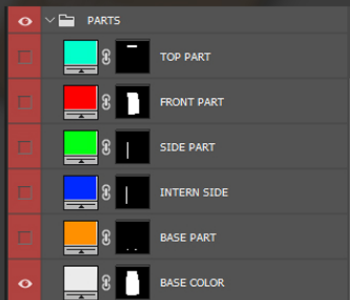 PARTS
TOP PART
FRONT PART
SIDE PART
INTERN SIDE
BASE PART
BASE COLOR